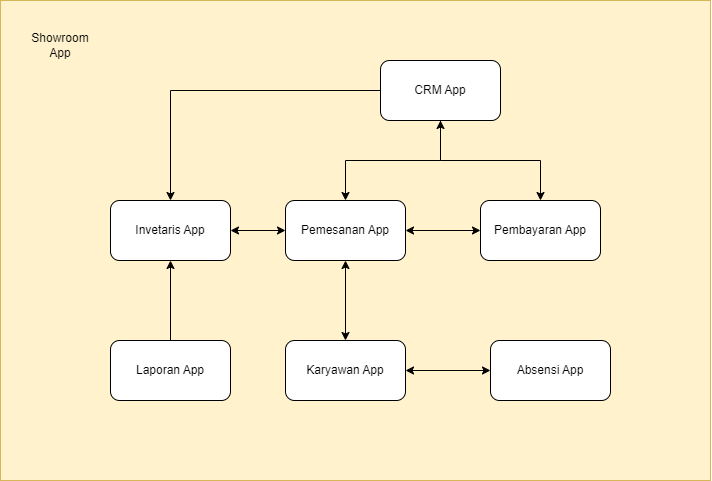 Showroom
App
CRM App
Invetaris App
Pemesanan App
Pembayaran App
Laporan App
Karyawan App
Absensi App